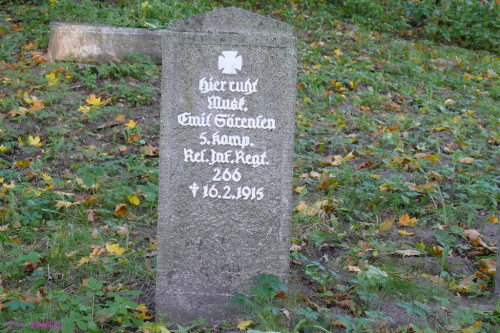 hier ruht
Musk.
Emil Sörensen
5. Komp.
Res. Inf. Regt.
266
† 16.2.1915